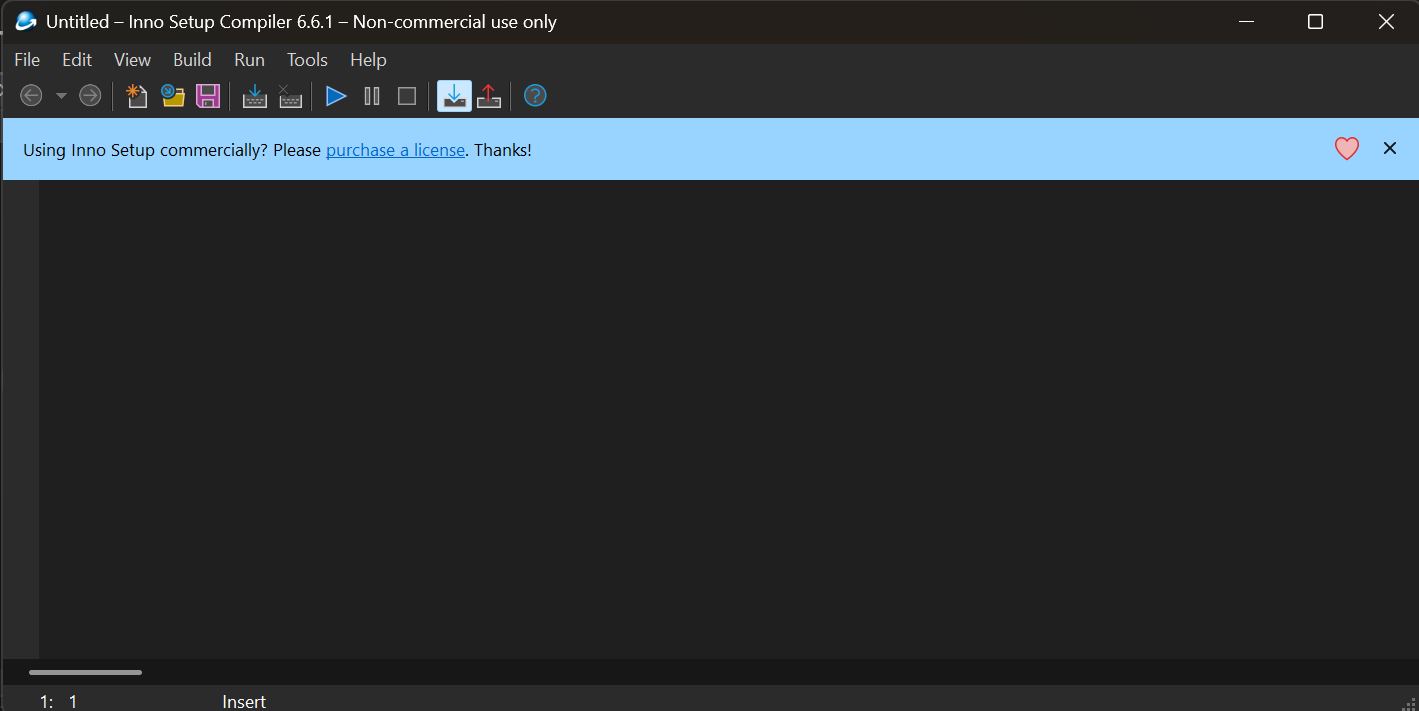 Untitled – Inno Setup Compiler 6.6.1 – Non-commercial use only
File Edit View Build Run Tools Help
Using Inno Setup commercially? Please purchase a license. Thanks!
1: 1 Insert